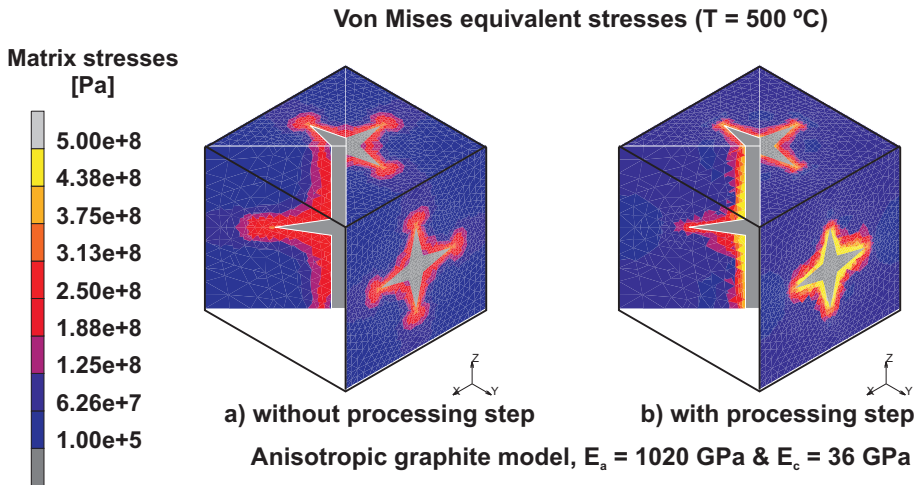 Von Mises equivalent stresses (T = 500 ºC)
Matrix stresses
[Pa]
5.00e+8
4.38e+8
3.75e+8
3.13e+8
2.50e+8
1.88e+8
1.25e+8
6.26e+7
1.00e+5
Z
X
Y
Z
X
Y
a) without processing step
b) with processing step
Anisotropic graphite model, Eₐ = 1020 GPa & E_c = 36 GPa